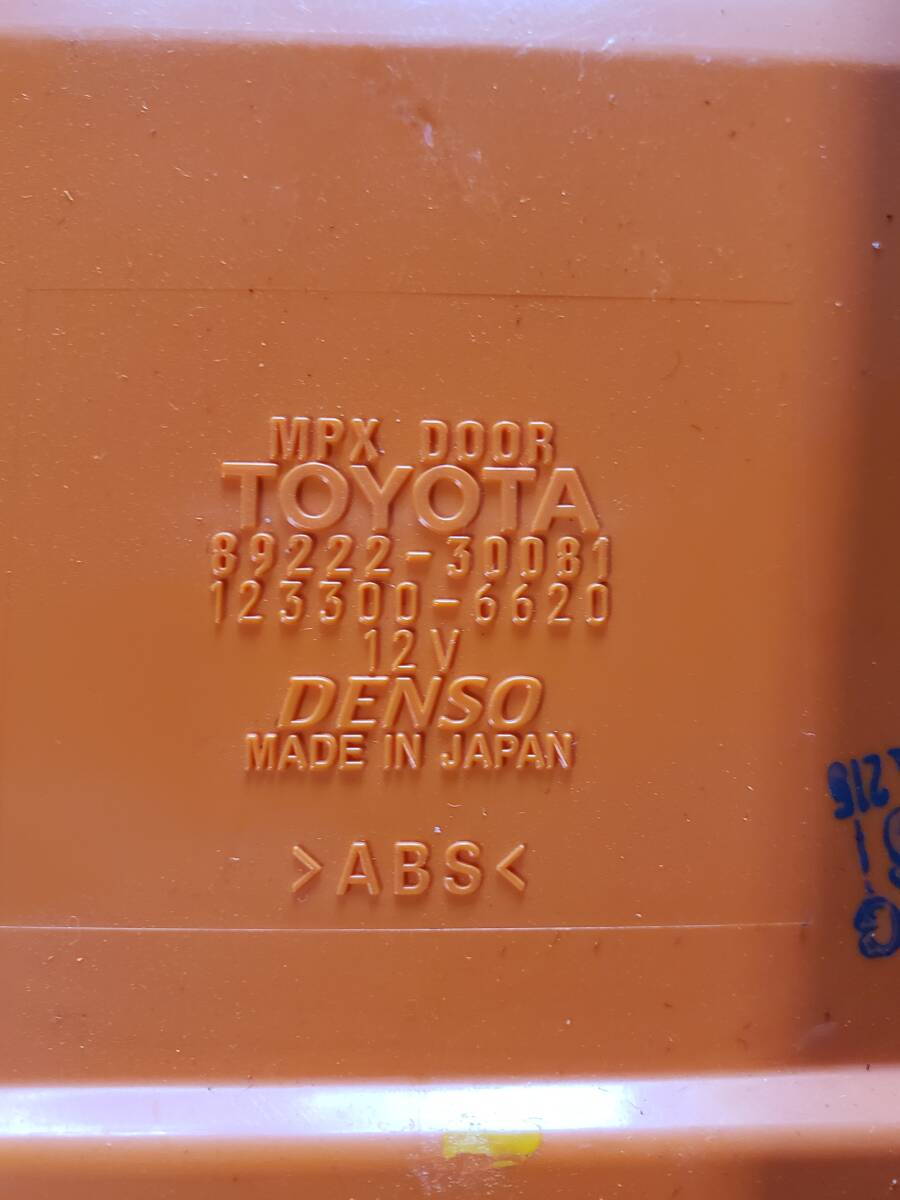 MPX DOOR
TOYOTA
89222-30081
123300-6620
12V
DENSO
MADE IN JAPAN
>ABS<